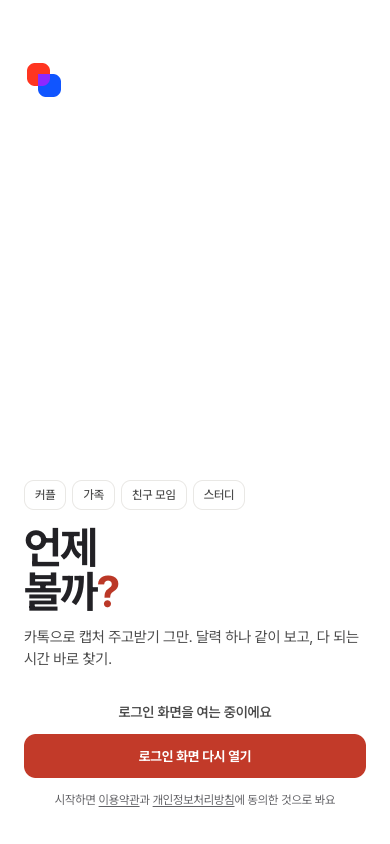 커플 가족 친구 모임 스터디
언제
볼까?
카톡으로 캡처 주고받기 그만. 달력 하나 같이 보고, 다 되는
시간 바로 찾기.
로그인 화면을 여는 중이에요
로그인 화면 다시 열기
시작하면 이용약관과 개인정보처리방침에 동의한 것으로 봐요